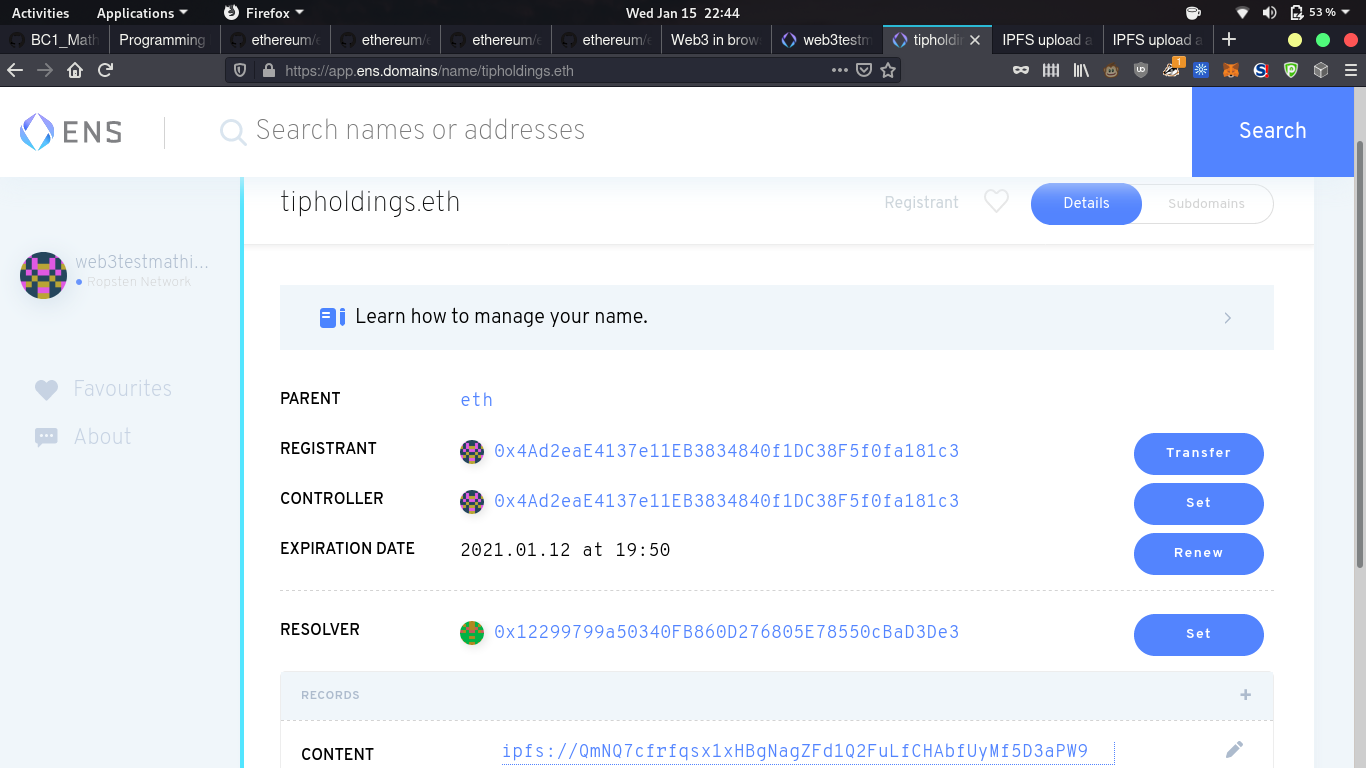 Activities Applications Firefox Wed Jan 15 22:44 53 %
BC1_Math Programming ethereum/e ethereum/e ethereum/e ethereum/e Web3 in brow web3testm tipholdin IPFS upload a IPFS upload a
https://app.ens.domains/name/tipholdings.eth 1
ENS Search names or addresses Search
tipholdings.eth Registrant Details Subdomains
web3testmathi...
Ropsten Network
Learn how to manage your name.
Favourites
About
PARENT eth
REGISTRANT 0x4Ad2eaE4137e11EB3834840f1DC38F5f0fa181c3 Transfer
CONTROLLER 0x4Ad2eaE4137e11EB3834840f1DC38F5f0fa181c3 Set
EXPIRATION DATE 2021.01.12 at 19:50 Renew
RESOLVER 0x12299799a50340FB860D276805E78550cBaD3De3 Set
RECORDS +
CONTENT ipfs://QmNQ7cfrfqsx1xHBgNagZFd1Q2FuLfCHAbfUyMf5D3aPW9